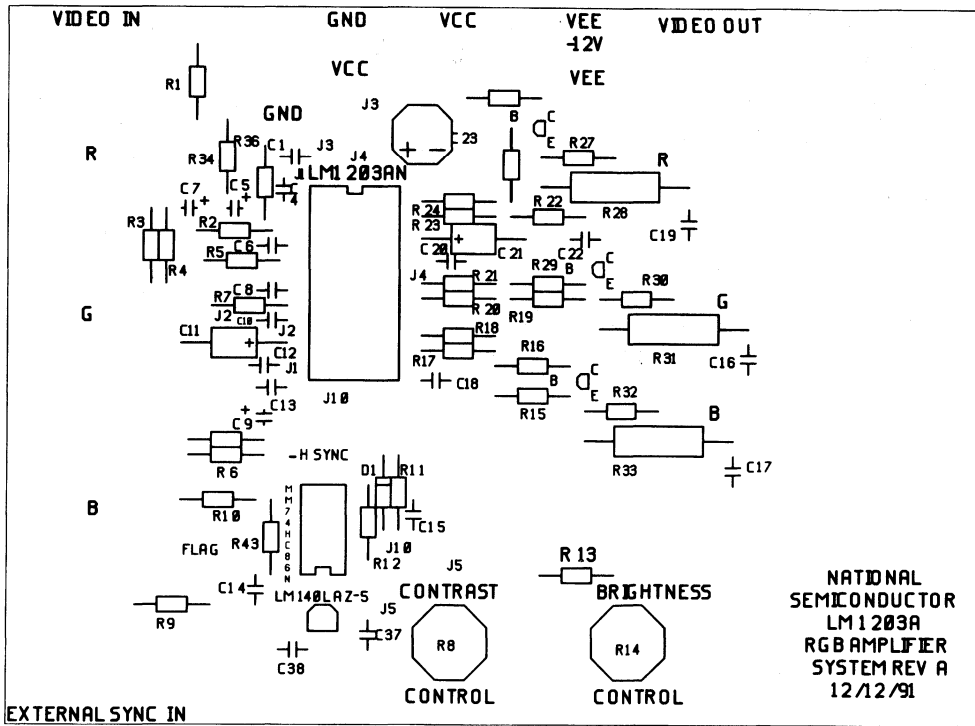 VIDEO IN GND VCC VEE VIDEO OUT
-12V
VCC VEE
R1
J3
GND
B C
C 23
E
R36 C1 J3
R27
R R34 J4 R
J1 LM1203AN
+ -
C7 + C5 + C4
R24 R22 R28
R3 R2 R23 C19
C6 + C21 C22
R4 R5 C20
C8 J4 R21 R29 B C
E R30
R7 R20 R19 G
G J2 C10 J2
C11 + R18
C12 R17 R16 R31 C16
J1 C18 B C
C13 J10 R15 E R32
+ C9 B
R6 -H SYNC R33 C17
D1 R11
B R10 MM74HC86N C15
FLAG R43 J10
R12 R 13
C14 J5
LM140LAZ-5 CONTRAST BRIGHTNESS
R9 J5
C37 R8 R14
C38
CONTROL CONTROL
NATIONAL
SEMICONDUCTOR
LM1203A
RGB AMPLIFIER
SYSTEM REV A
12/12/91
EXTERNAL SYNC IN